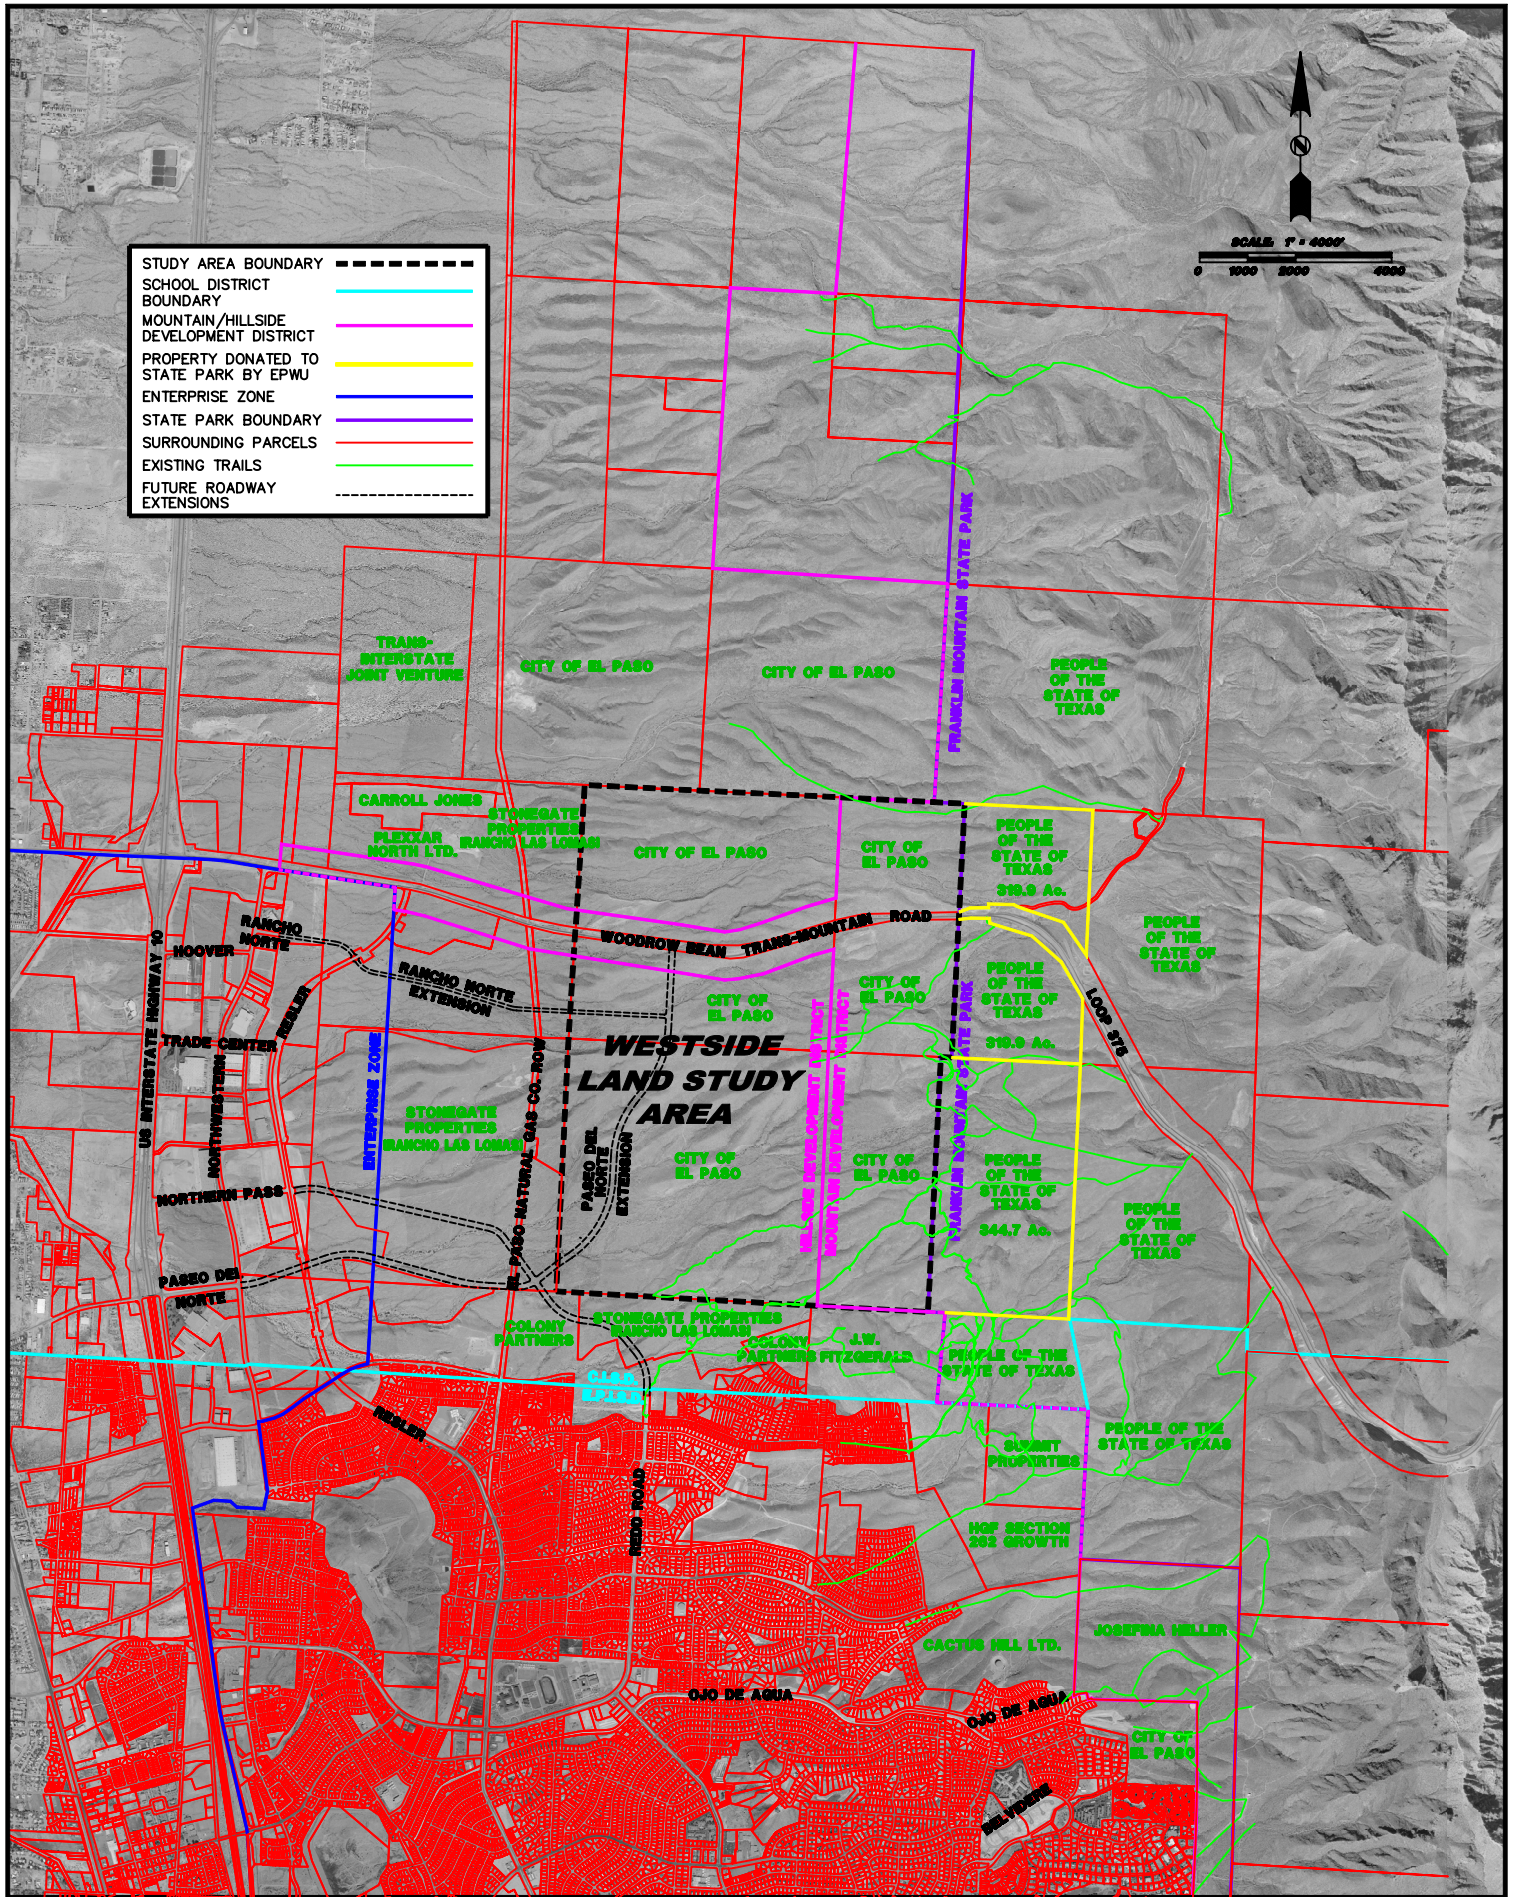 SCALE: 1" = 4000'
0 1000 2000 4000
STUDY AREA BOUNDARY
SCHOOL DISTRICT
BOUNDARY
MOUNTAIN/HILLSIDE
DEVELOPMENT DISTRICT
PROPERTY DONATED TO
STATE PARK BY EPWU
ENTERPRISE ZONE
STATE PARK BOUNDARY
SURROUNDING PARCELS
EXISTING TRAILS
FUTURE ROADWAY
EXTENSIONS
FRANKLIN MOUNTAIN STATE PARK
TRANS-
INTERSTATE
JOINT VENTURE
CITY OF EL PASO
CITY OF EL PASO
PEOPLE
OF THE
STATE OF
TEXAS
CARROLL JONES
STONEGATE
PROPERTIES
(RANCHO LAS LOMAS)
PLEXXAR
NORTH LTD.
CITY OF EL PASO
CITY OF
EL PASO
PEOPLE
OF THE
STATE OF
TEXAS
319.9 Ac.
RANCHO
NORTE
HOOVER
WOODROW BEAN TRANS-MOUNTAIN ROAD
PEOPLE
OF THE
STATE OF
TEXAS
US INTERSTATE HIGHWAY 10
RANCHO NORTE
EXTENSION
CITY OF
EL PASO
CITY OF
EL PASO
PEOPLE
OF THE
STATE OF
TEXAS
319.9 Ac.
LOOP 375
RESLER
TRADE CENTER
NORTHWESTERN
ENTERPRISE ZONE
EL PASO NATURAL GAS CO. ROW
WESTSIDE
LAND STUDY
AREA
HILLSIDE DEVELOPMENT DISTRICT
MOUNTAIN DEVELOPMENT DISTRICT
FRANKLIN MOUNTAIN STATE PARK
STONEGATE
PROPERTIES
(RANCHO LAS LOMAS)
PASEO DEL
NORTE
EXTENSION
CITY OF
EL PASO
CITY OF
EL PASO
PEOPLE
OF THE
STATE OF
TEXAS
344.7 Ac.
PEOPLE
OF THE
STATE OF
TEXAS
NORTHERN PASS
PASEO DEL
NORTE
COLONY
PARTNERS
STONEGATE PROPERTIES
(RANCHO LAS LOMAS)
COLONY
PARTNERS
J.W.
FITZGERALD
PEOPLE OF THE
STATE OF TEXAS
C.I.S.D.
E.P.I.S.D.
RESLER
PEOPLE OF THE
STATE OF TEXAS
SUMMIT
PROPERTIES
REDD ROAD
HGF SECTION
262 GROWTH
CACTUS HILL LTD.
JOSEFINA HELLER
OJO DE AGUA
OJO DE AGUA
CITY OF
EL PASO
BELVIDERE